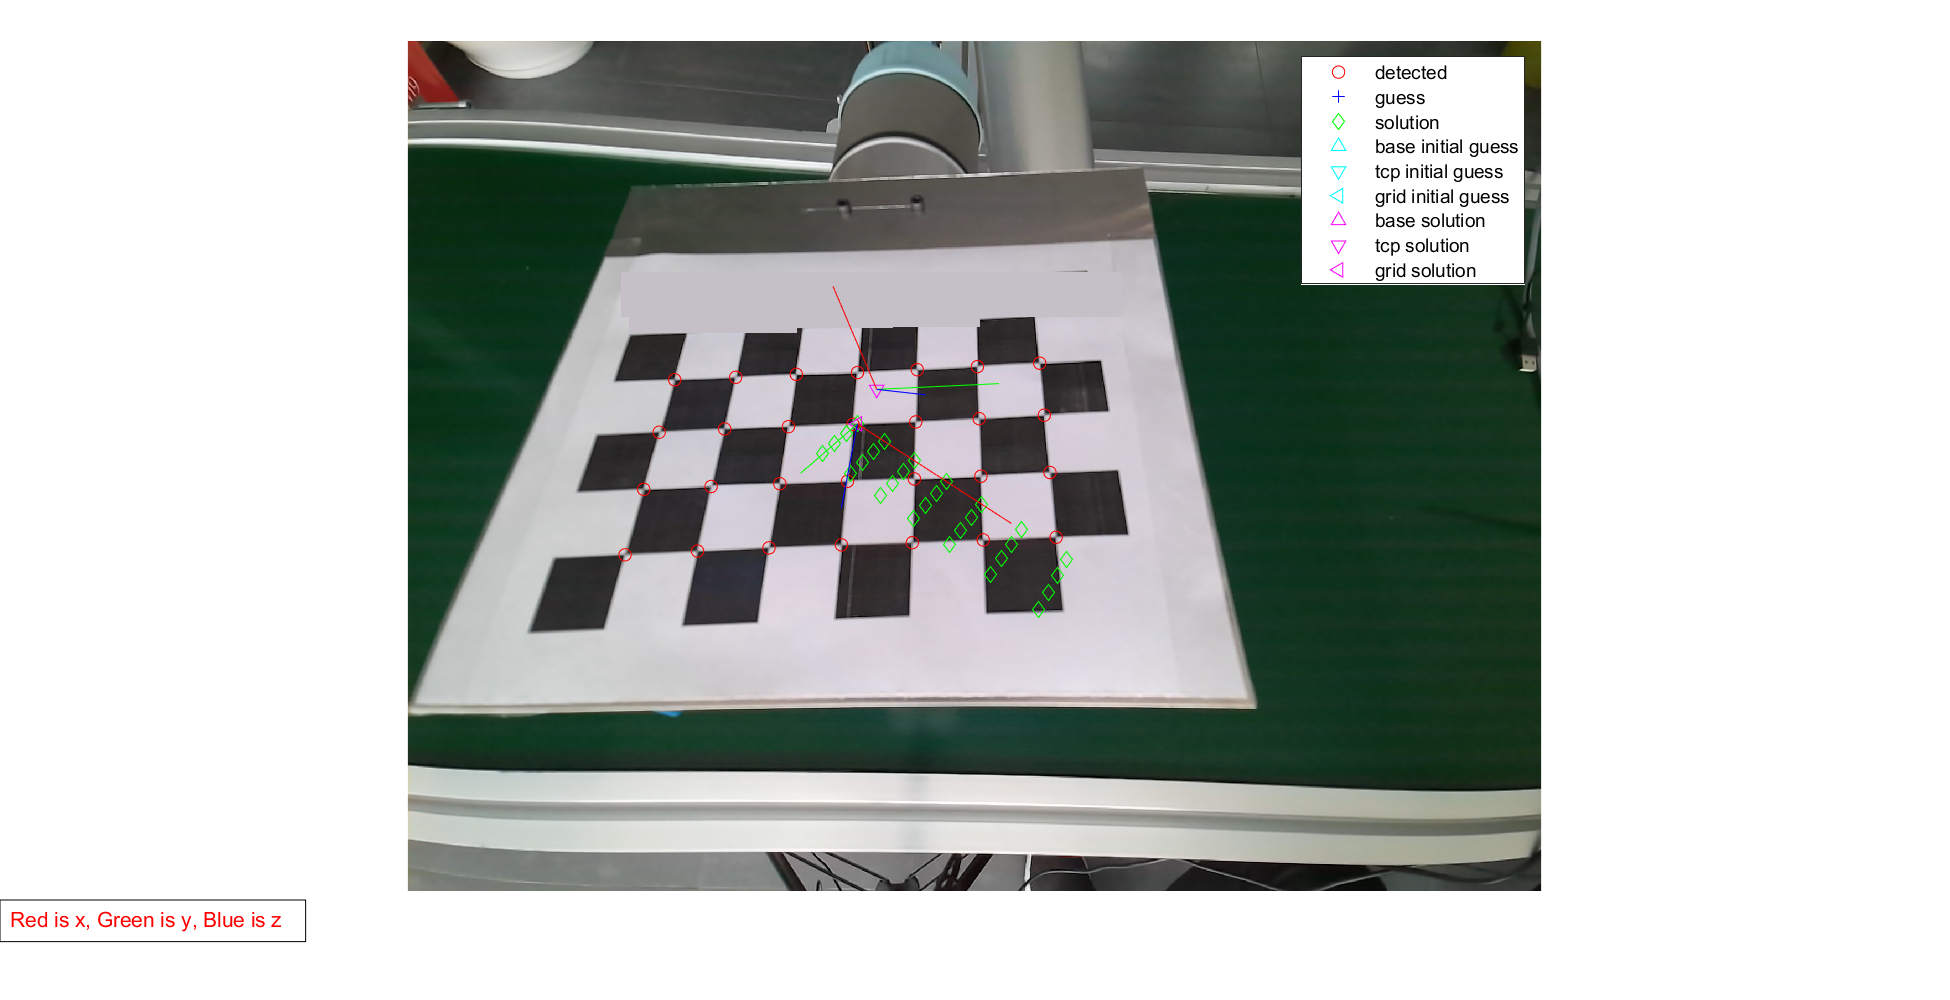 detected
guess
solution
base initial guess
tcp initial guess
grid initial guess
base solution
tcp solution
grid solution
Red is x, Green is y, Blue is z